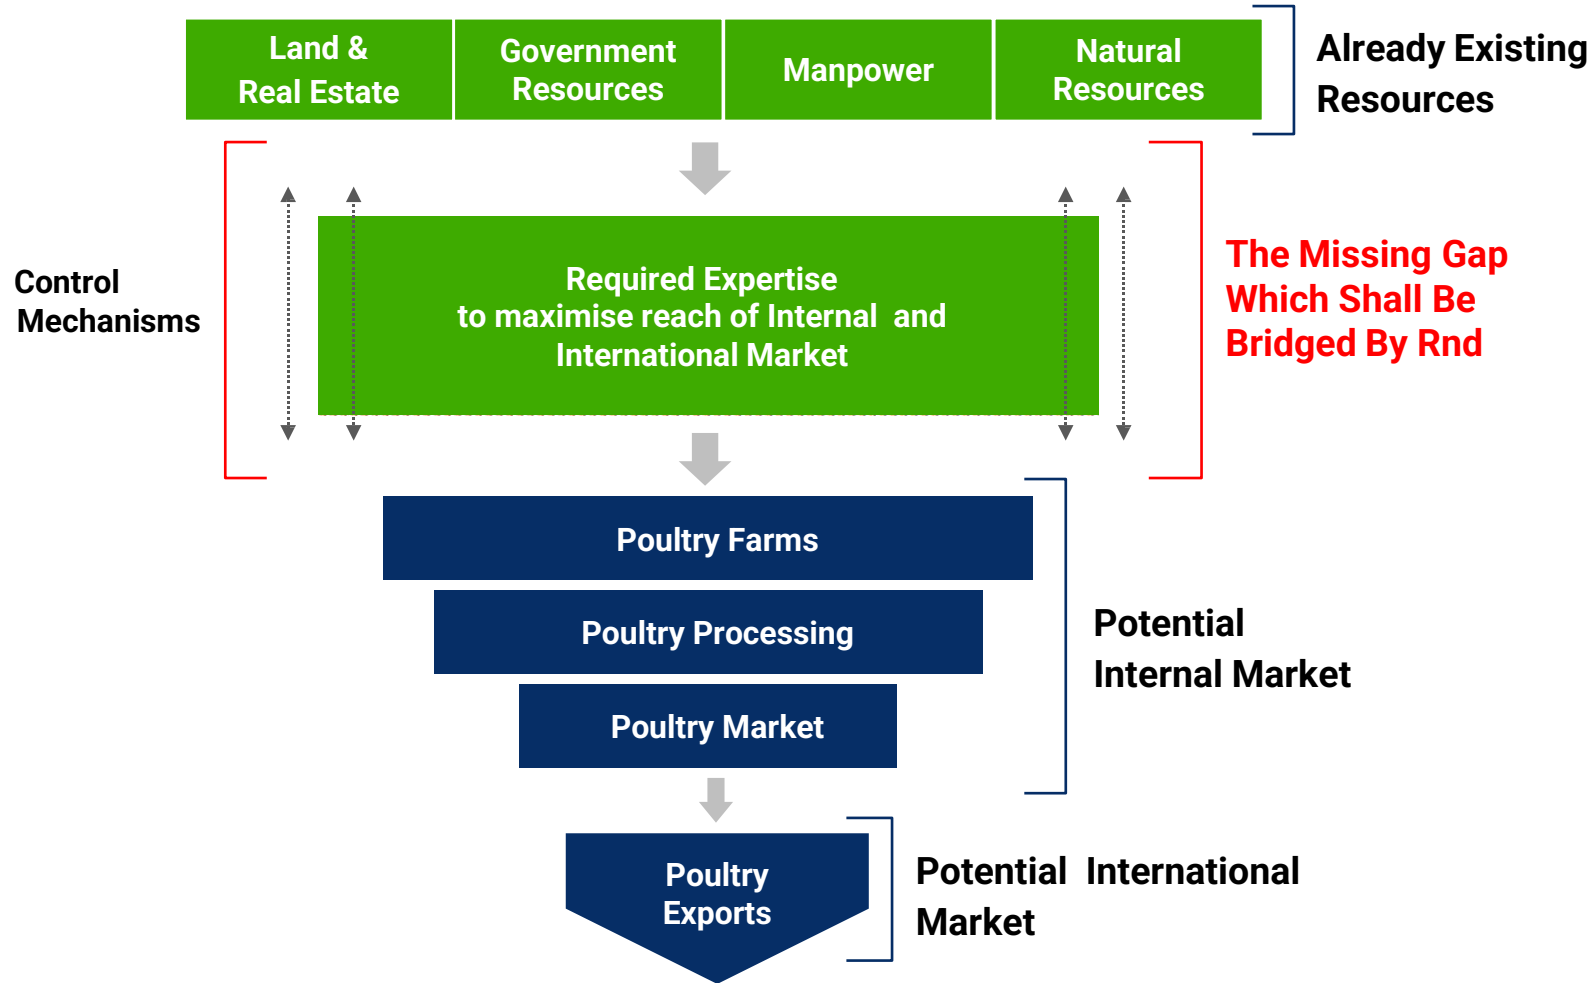 Land &
Real Estate
Government
Resources
Manpower
Natural
Resources
Already Existing
Resources
Control
Mechanisms
Required Expertise
to maximise reach of Internal and
International Market
The Missing Gap
Which Shall Be
Bridged By Rnd
Poultry Farms
Poultry Processing
Poultry Market
Potential
Internal Market
Poultry
Exports
Potential International
Market